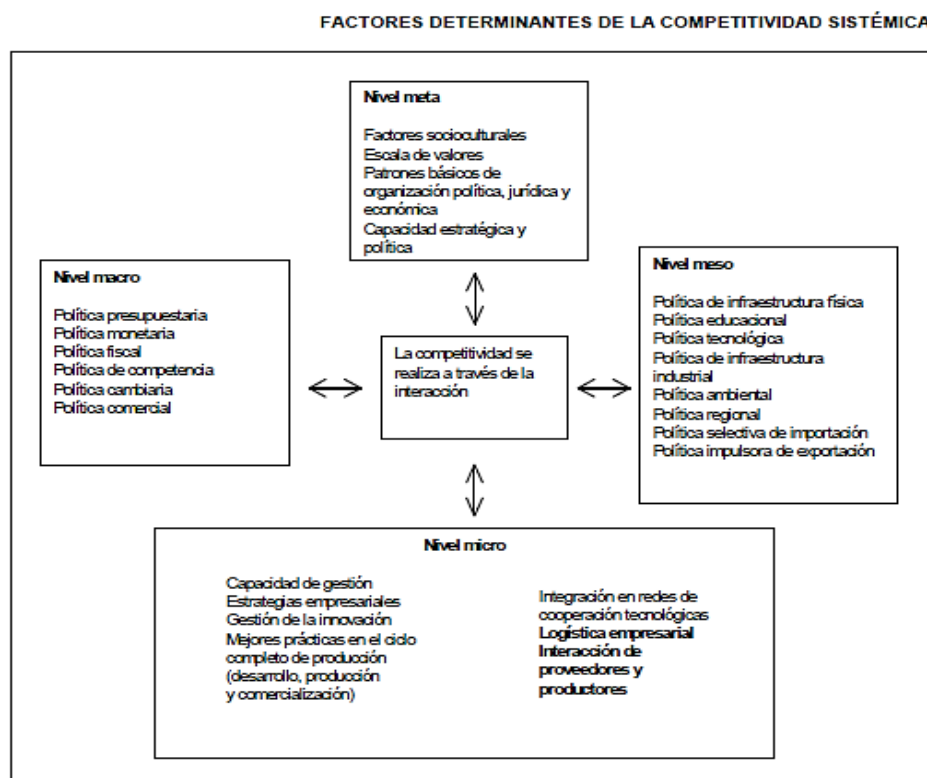 FACTORES DETERMINANTES DE LA COMPETITIVIDAD SISTÉMICA
Nivel meta
Factores socioculturales
Escala de valores
Patrones básicos de
organización política, jurídica y
económica
Capacidad estratégica y
política
Nivel macro
Política presupuestaria
Política monetaria
Política fiscal
Política de competencia
Política cambiaria
Política comercial
La competitividad se
realiza a través de la
interacción
Nivel meso
Política de infraestructura física
Política educacional
Política tecnológica
Política de infraestructura
industrial
Política ambiental
Política regional
Política selectiva de importación
Política impulsora de exportación
Nivel micro
Capacidad de gestión
Estrategias empresariales
Gestión de la innovación
Mejores prácticas en el ciclo
completo de producción
(desarrollo, producción
y comercialización)
Integración en redes de
cooperación tecnológicas
Logística empresarial
Interacción de
proveedores y
productores